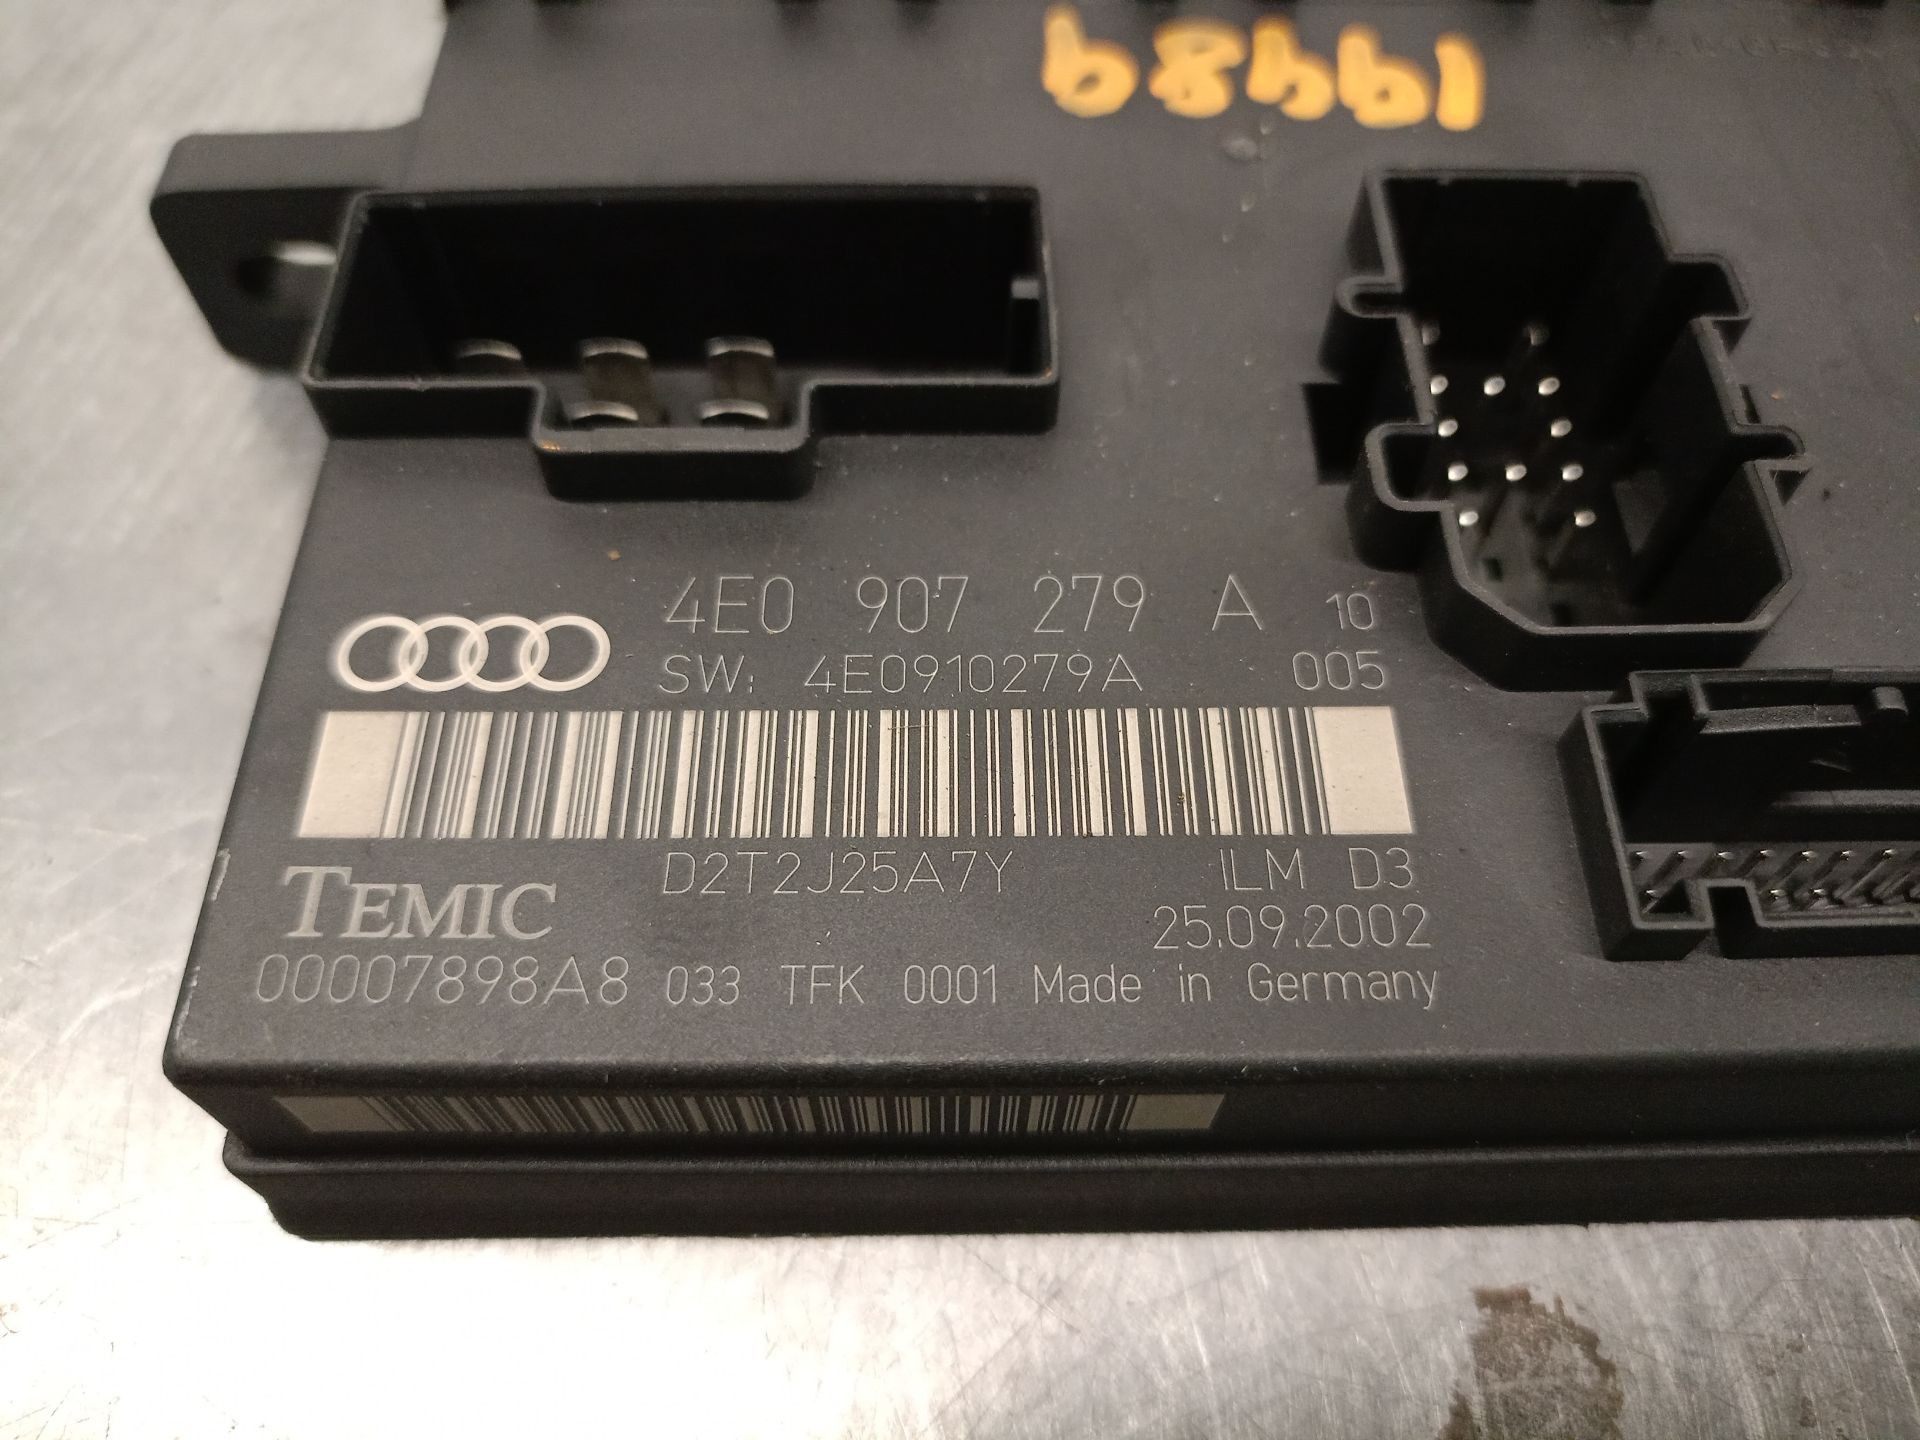 4E0 907 279 A 10
SW: 4E0910279A 005
D2T2J25A7Y ILM D3
TEMIC 25.09.2002
00007898A8 033 TFK 0001 Made in Germany